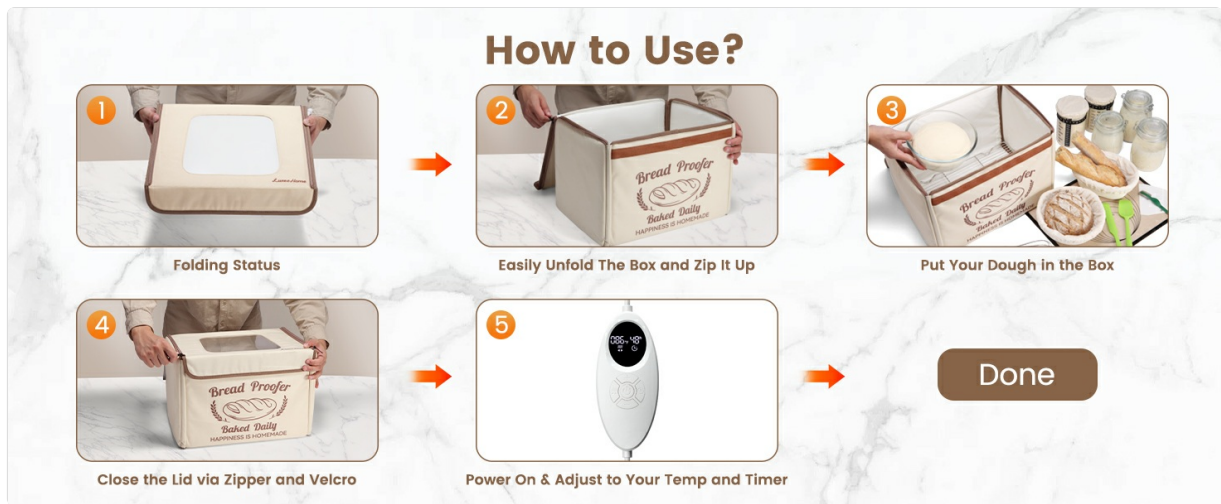 How to Use?
1
2
Bread Proofer
Baked Daily
HAPPINESS IS HOMEMADE
3
Bread Proofer
Baked Daily
HAPPINESS IS HOMEMADE
Folding Status
Easily Unfold The Box and Zip It Up
Put Your Dough in the Box
4
Bread Proofer
Baked Daily
HAPPINESS IS HOMEMADE
5
Done
Close the Lid via Zipper and Velcro
Power On & Adjust to Your Temp and Timer